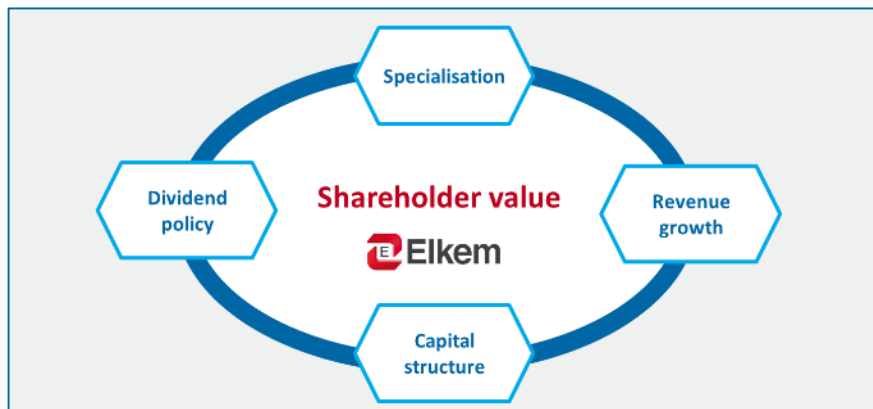 Specialisation
Dividend
policy
Shareholder value
Revenue
growth
E Elkem
Capital
structure